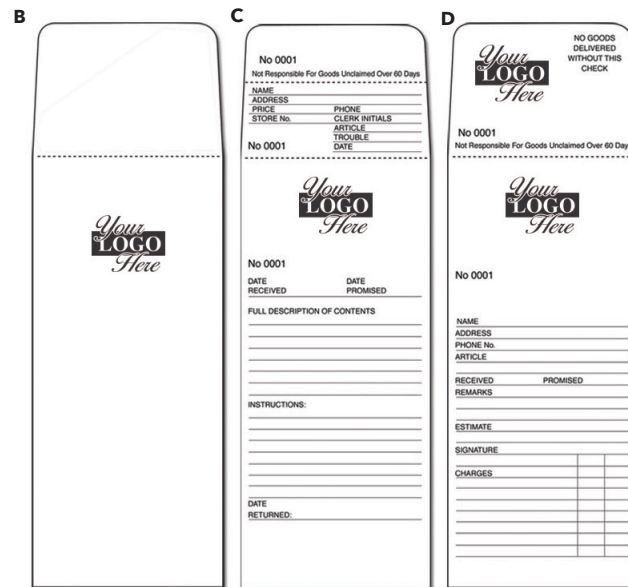 B
Your
LOGO
Here
C
No 0001
Not Responsible For Goods Unclaimed Over 60 Days
NAME
ADDRESS
PRICE PHONE
STORE No. CLERK INITIALS
ARTICLE
TROUBLE
No 0001 DATE
Your
LOGO
Here
No 0001
DATE DATE
RECEIVED PROMISED
FULL DESCRIPTION OF CONTENTS
INSTRUCTIONS:
DATE
RETURNED:
D
Your
LOGO
Here
NO GOODS
DELIVERED
WITHOUT THIS
CHECK
No 0001
Not Responsible For Goods Unclaimed Over 60 Day
Your
LOGO
Here
No 0001
NAME
ADDRESS
PHONE No.
ARTICLE
RECEIVED PROMISED
REMARKS
ESTIMATE
SIGNATURE
CHARGES